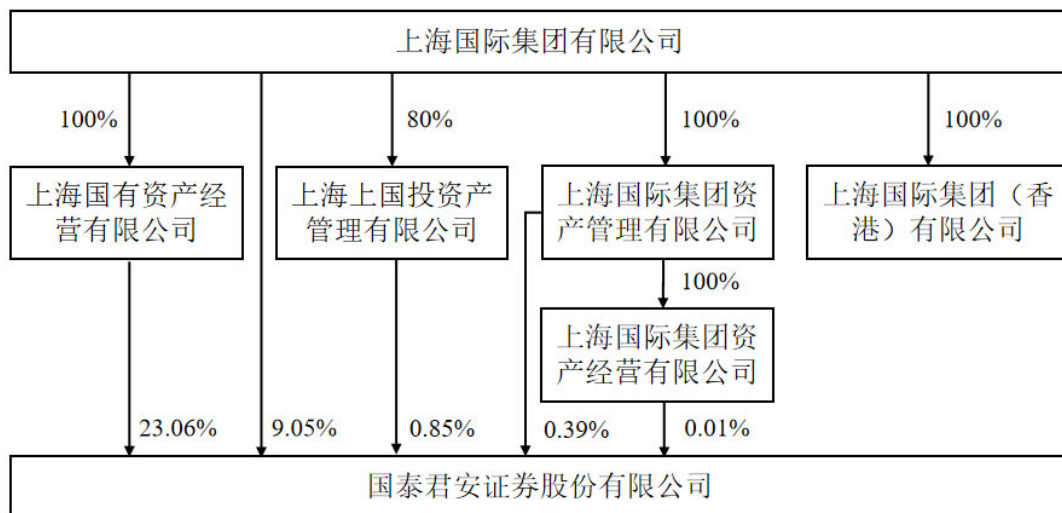 上海国际集团有限公司
100%
80%
100%
100%
上海国有资产经
营有限公司
上海上国投资产
管理有限公司
上海国际集团资
产管理有限公司
上海国际集团（香
港）有限公司
100%
上海国际集团资
产经营有限公司
23.06%
9.05%
0.85%
0.39%
0.01%
国泰君安证券股份有限公司